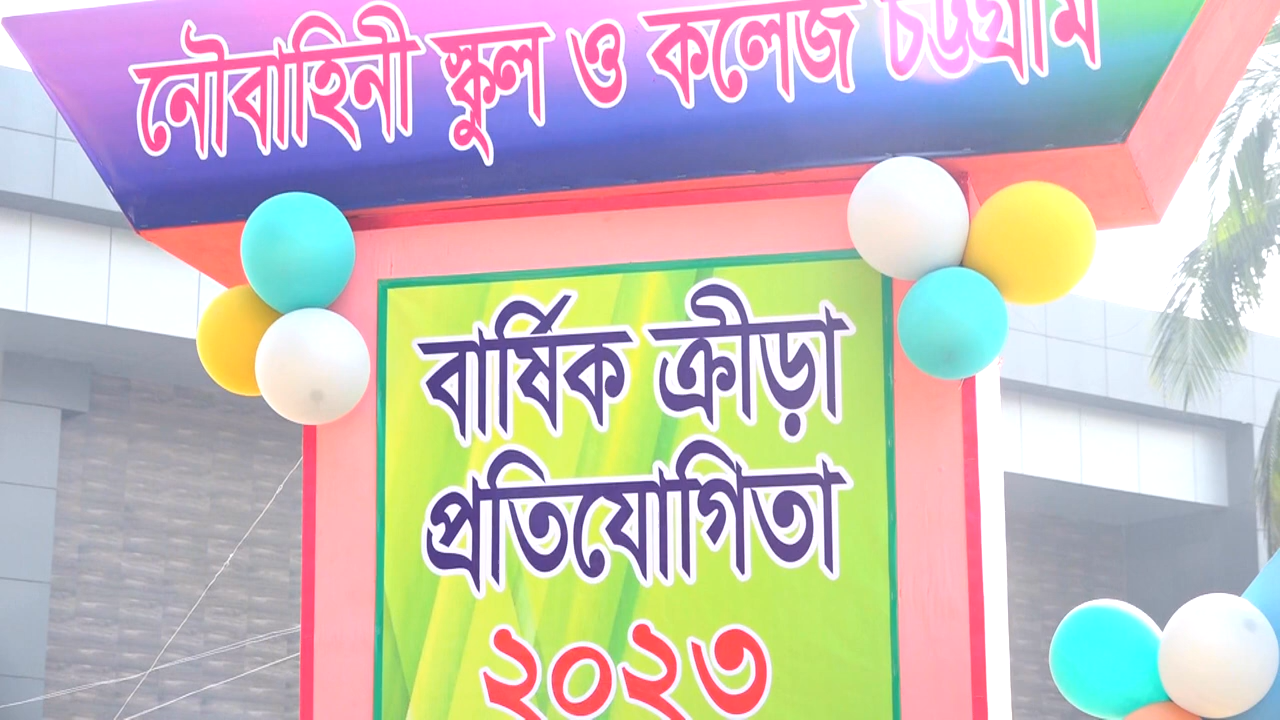 নৌবাহিনী স্কুল ও কলেজ চট্টগ্রাম
বার্ষিক ক্রীড়া
প্রতিযোগিতা
২০২৩